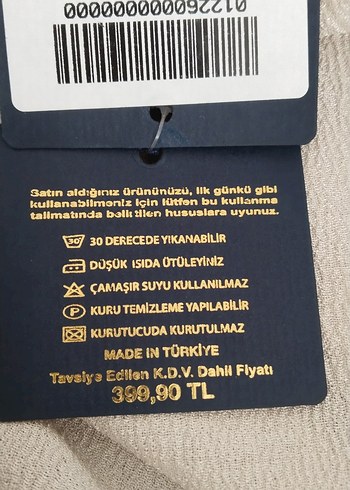 01226000000000
Satın aldığınız ürününüzü, ilk günkü gibi
kullanabilmeniz için lütfen bu kullanma
talimatında belirtilen hususlara uyunuz.
30 DERECEDE YIKANABİLİR
DÜŞÜK ISIDA ÜTÜLEYİNİZ
ÇAMAŞIR SUYU KULLANILMAZ
P KURU TEMİZLEME YAPILABİLİR
KURUTUCUDA KURUTULMAZ
MADE IN TÜRKİYE
Tavsiye Edilen K.D.V. Dahil Fiyatı
399,90 TL